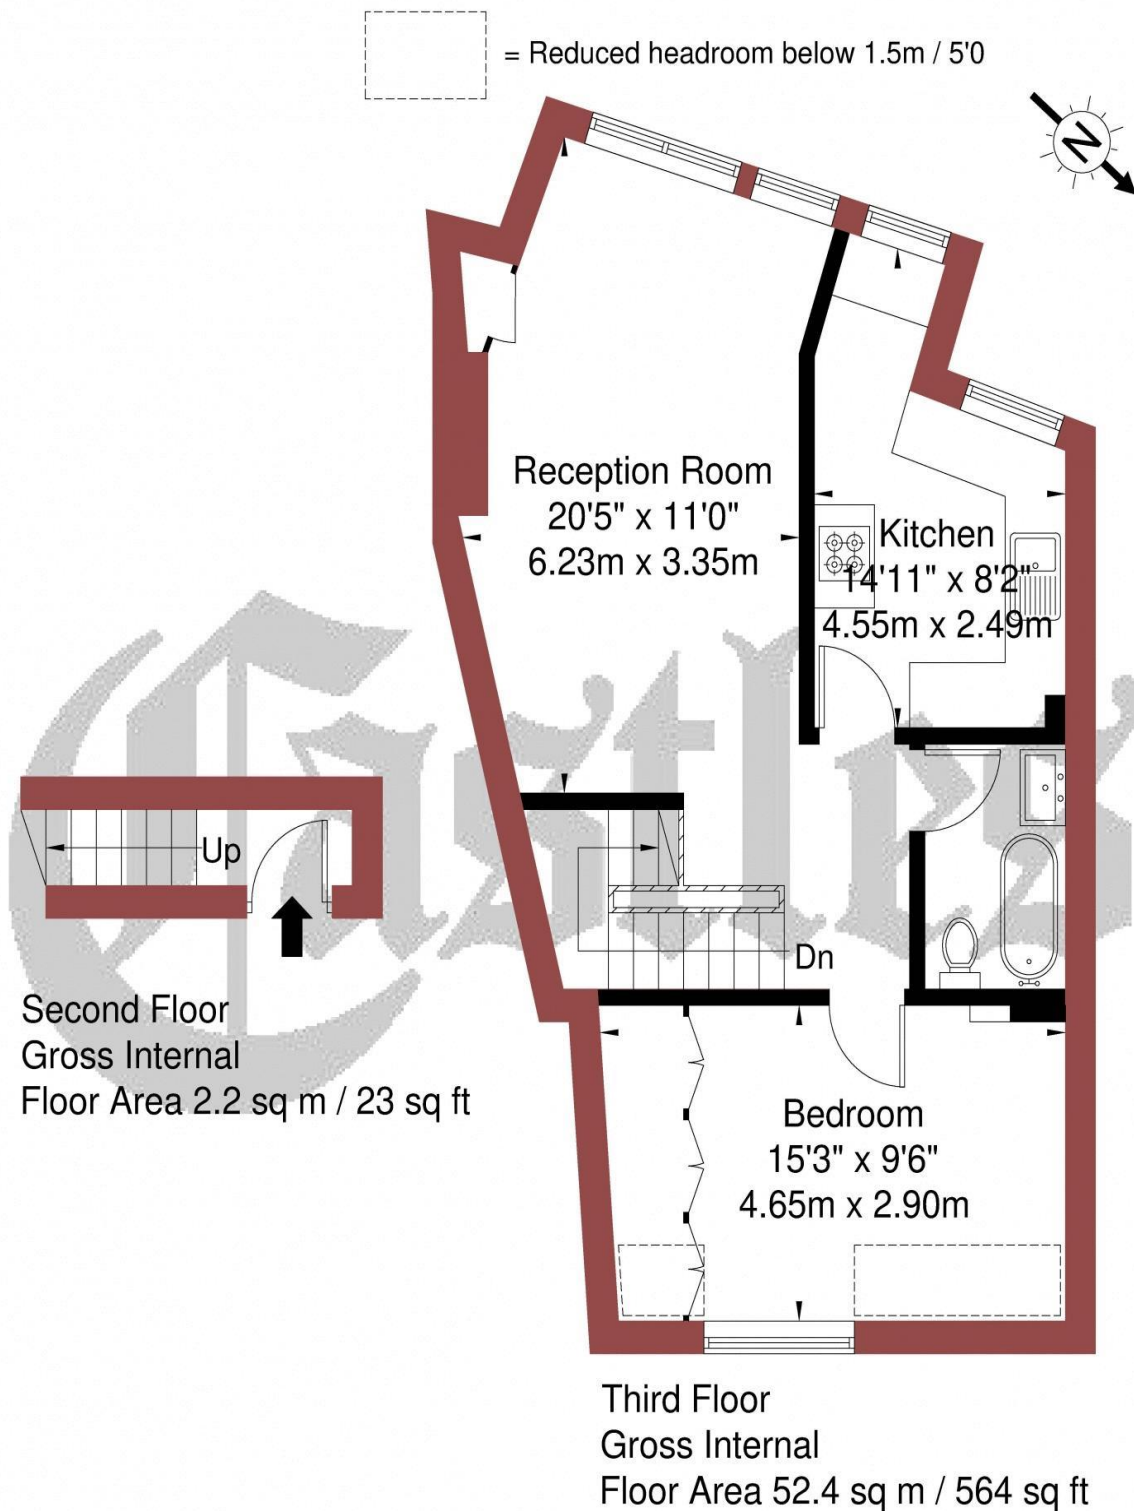 = Reduced headroom below 1.5m / 5'0
N
Reception Room
20'5" x 11'0"
6.23m x 3.35m
Kitchen
14'11" x 8'2"
4.55m x 2.49m
Up
Dn
Second Floor
Gross Internal
Floor Area 2.2 sq m / 23 sq ft
Bedroom
15'3" x 9'6"
4.65m x 2.90m
Third Floor
Gross Internal
Floor Area 52.4 sq m / 564 sq ft